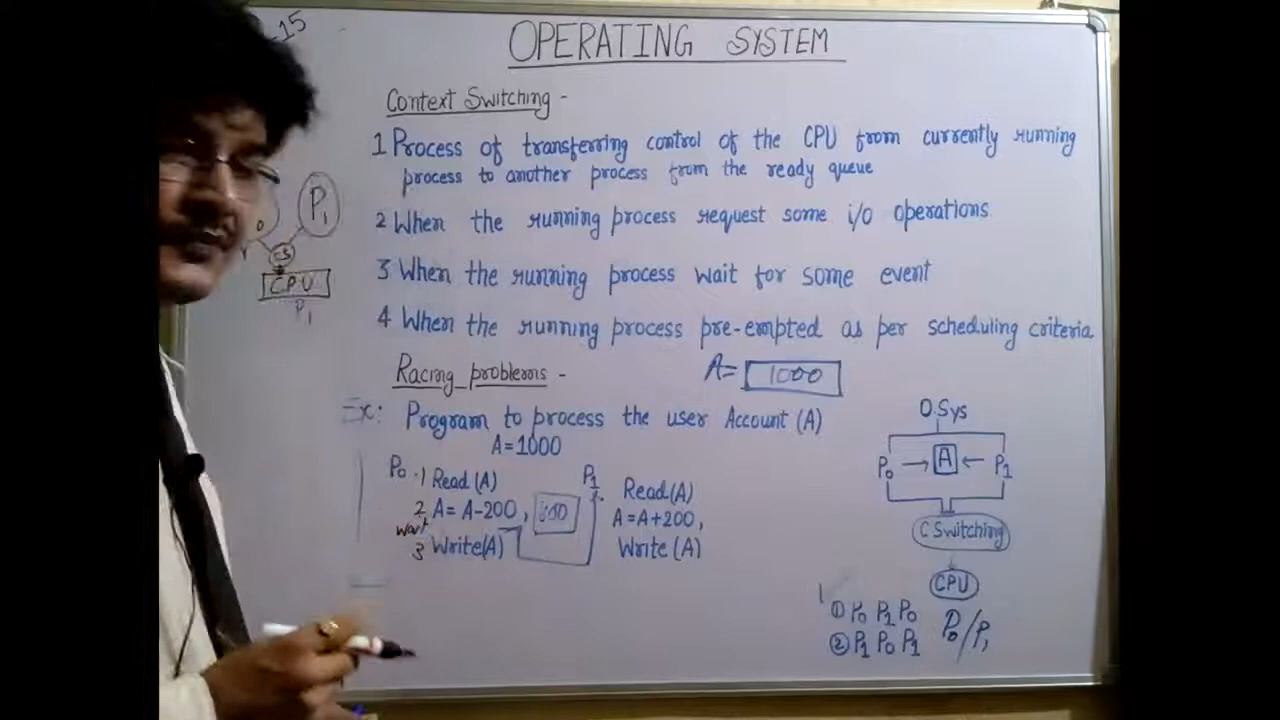 -15
OPERATING SYSTEM
Context Switching -
1 Process of transferring control of the CPU from currently running
process to another process from the ready queue
2 When the running process request some i/o operations
3 When the running process wait for some event
4 When the running process pre-empted as per scheduling criteria
P1
CS
CPU
P1
Racing problems -
A= 1000
Ex: Program to process the user Account (A)
A=1000
P0 1 Read (A)
2 A= A-200,
wait
3 Write(A)
P1
Read(A)
A=A+200,
Write (A)
O.Sys
P0 → A ← P1
C Switching
CPU
① P0 P1 P0
② P1 P0 P1
P0/P1